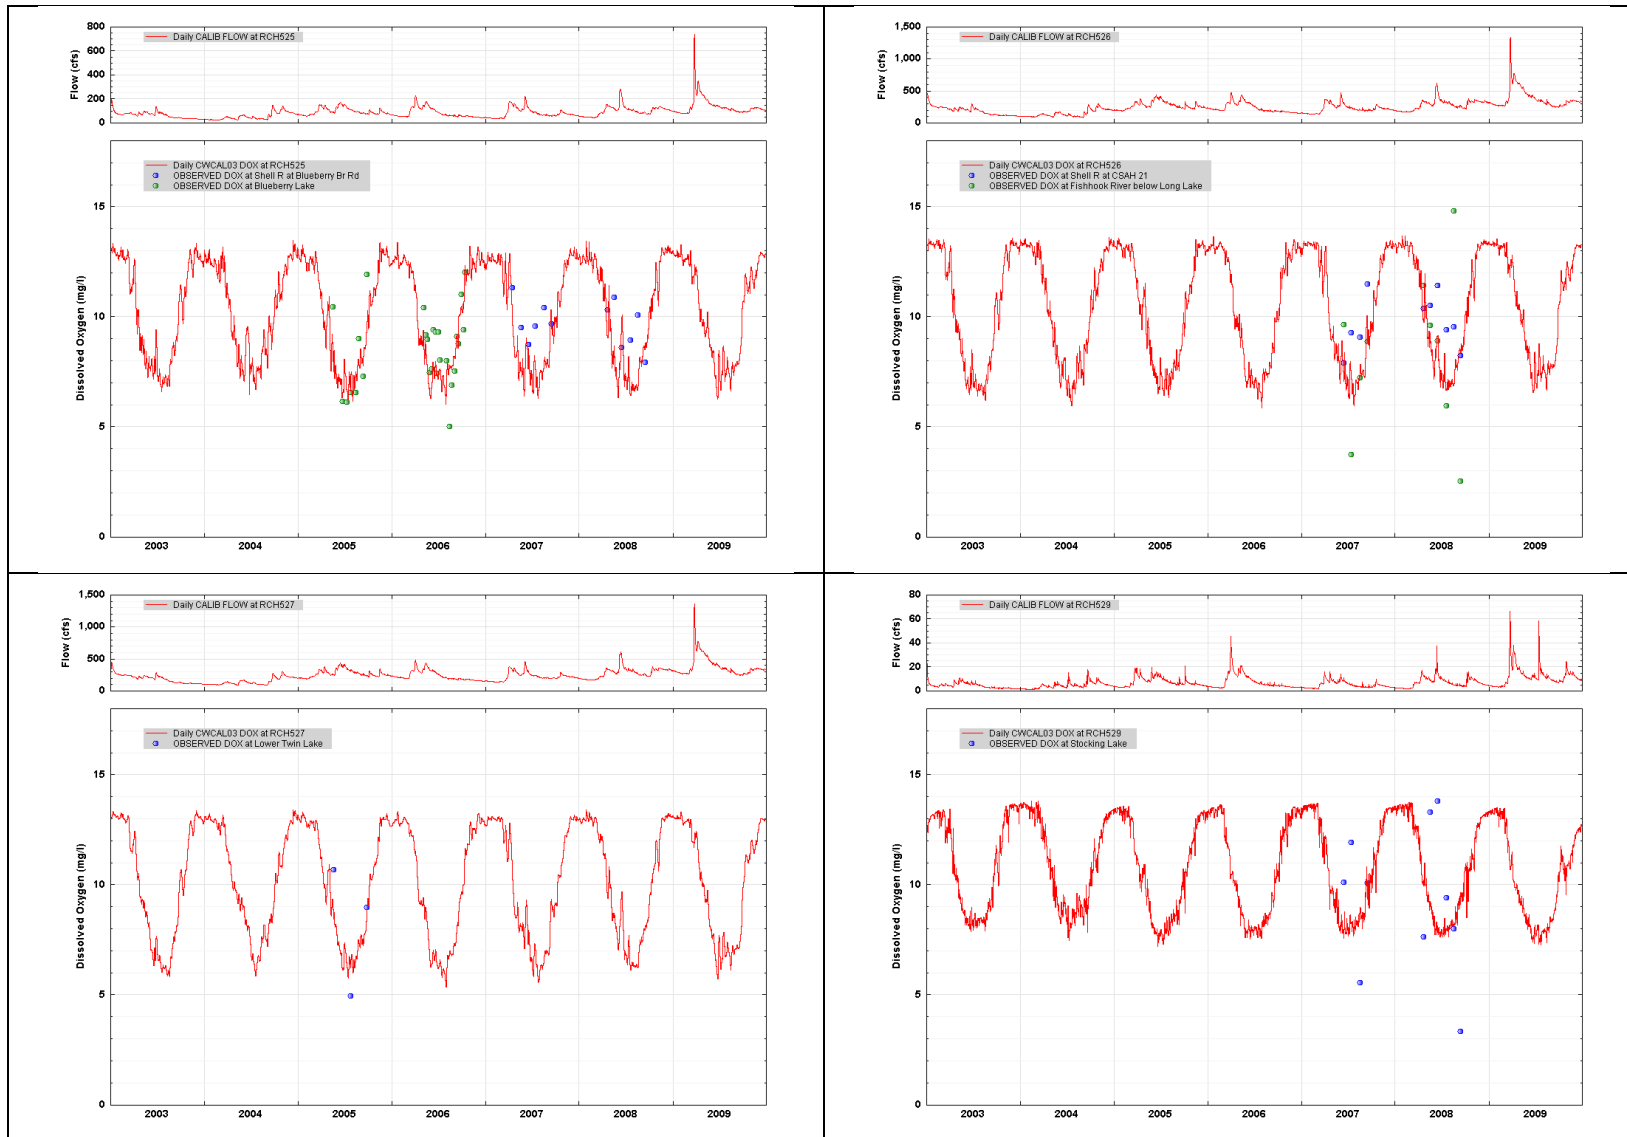 800
600
400
200
0
Flow (cfs)
Daily CALIB FLOW at RCH525
15
10
5
0
Dissolved Oxygen (mg/l)
Daily CWCAL03 DOX at RCH525
OBSERVED DOX at Shell R at Blueberry Br Rd
OBSERVED DOX at Blueberry Lake
2003 2004 2005 2006 2007 2008 2009
1,500
1,000
500
0
Flow (cfs)
Daily CALIB FLOW at RCH526
15
10
5
0
Dissolved Oxygen (mg/l)
Daily CWCAL03 DOX at RCH526
OBSERVED DOX at Shell R at CSAH 21
OBSERVED DOX at Fishhook River below Long Lake
2003 2004 2005 2006 2007 2008 2009
1,500
1,000
500
0
Flow (cfs)
Daily CALIB FLOW at RCH527
15
10
5
0
Dissolved Oxygen (mg/l)
Daily CWCAL03 DOX at RCH527
OBSERVED DOX at Lower Twin Lake
2003 2004 2005 2006 2007 2008 2009
80
60
40
20
0
Flow (cfs)
Daily CALIB FLOW at RCH529
15
10
5
0
Dissolved Oxygen (mg/l)
Daily CWCAL03 DOX at RCH529
OBSERVED DOX at Stocking Lake
2003 2004 2005 2006 2007 2008 2009